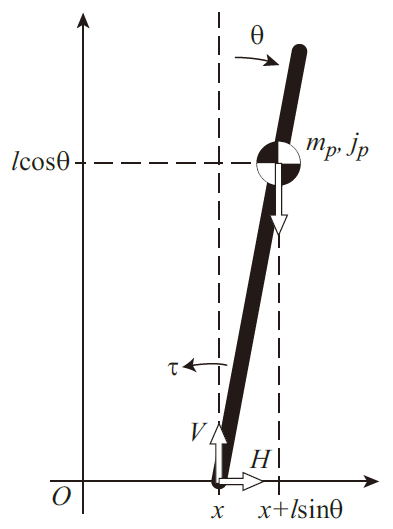 θ
m_p, j_p
lcosθ
τ
V
H
O
x
x+lsinθ